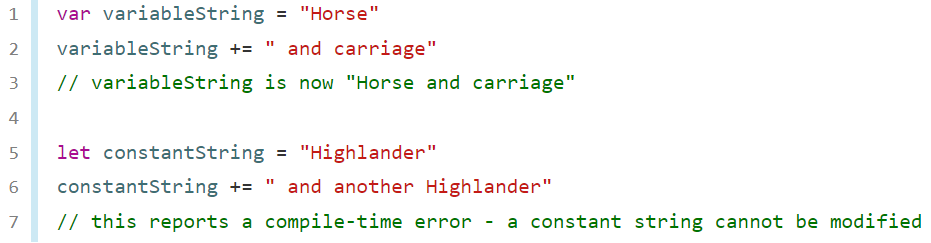 1 var variableString = "Horse"
2 variableString += " and carriage"
3 // variableString is now "Horse and carriage"
4
5 let constantString = "Highlander"
6 constantString += " and another Highlander"
7 // this reports a compile-time error - a constant string cannot be modified